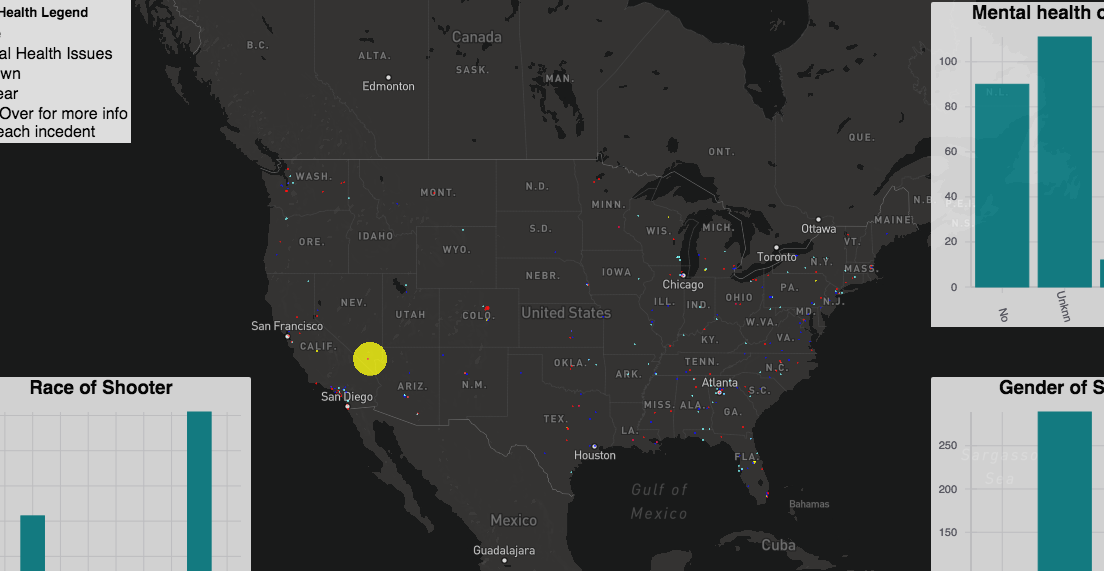 Health Legend
al Health Issues
wn
ear
Over for more info
each incedent
Mental health o
100
80
60
40
20
0
No
Unknn
Race of Shooter
Gender of S
250
200
150
Canada
B.C.
ALTA.
SASK.
MAN.
Edmonton
ONT.
QUE.
N.L.
N.B.
P.E.I.
N.S.
WASH.
MONT.
N.D.
MINN.
Ottawa
MAINE
ORE.
IDAHO
S.D.
WIS.
MICH.
Toronto
VT.
WYO.
N.Y.
MASS.
NEBR.
IOWA
Chicago
PA.
NEV.
UTAH
COLO.
United States
ILL.
IND.
OHIO
N.J.
MD.
San Francisco
W.VA.
VA.
CALIF.
KY.
OKLA.
TENN.
N.C.
ARIZ.
N.M.
ARK.
Atlanta
San Diego
S.C.
MISS.
ALA.
GA.
TEX.
LA.
Houston
FLA.
Sargasso
Sea
Gulf of
Mexico
Bahamas
Mexico
Cuba
Guadalajara